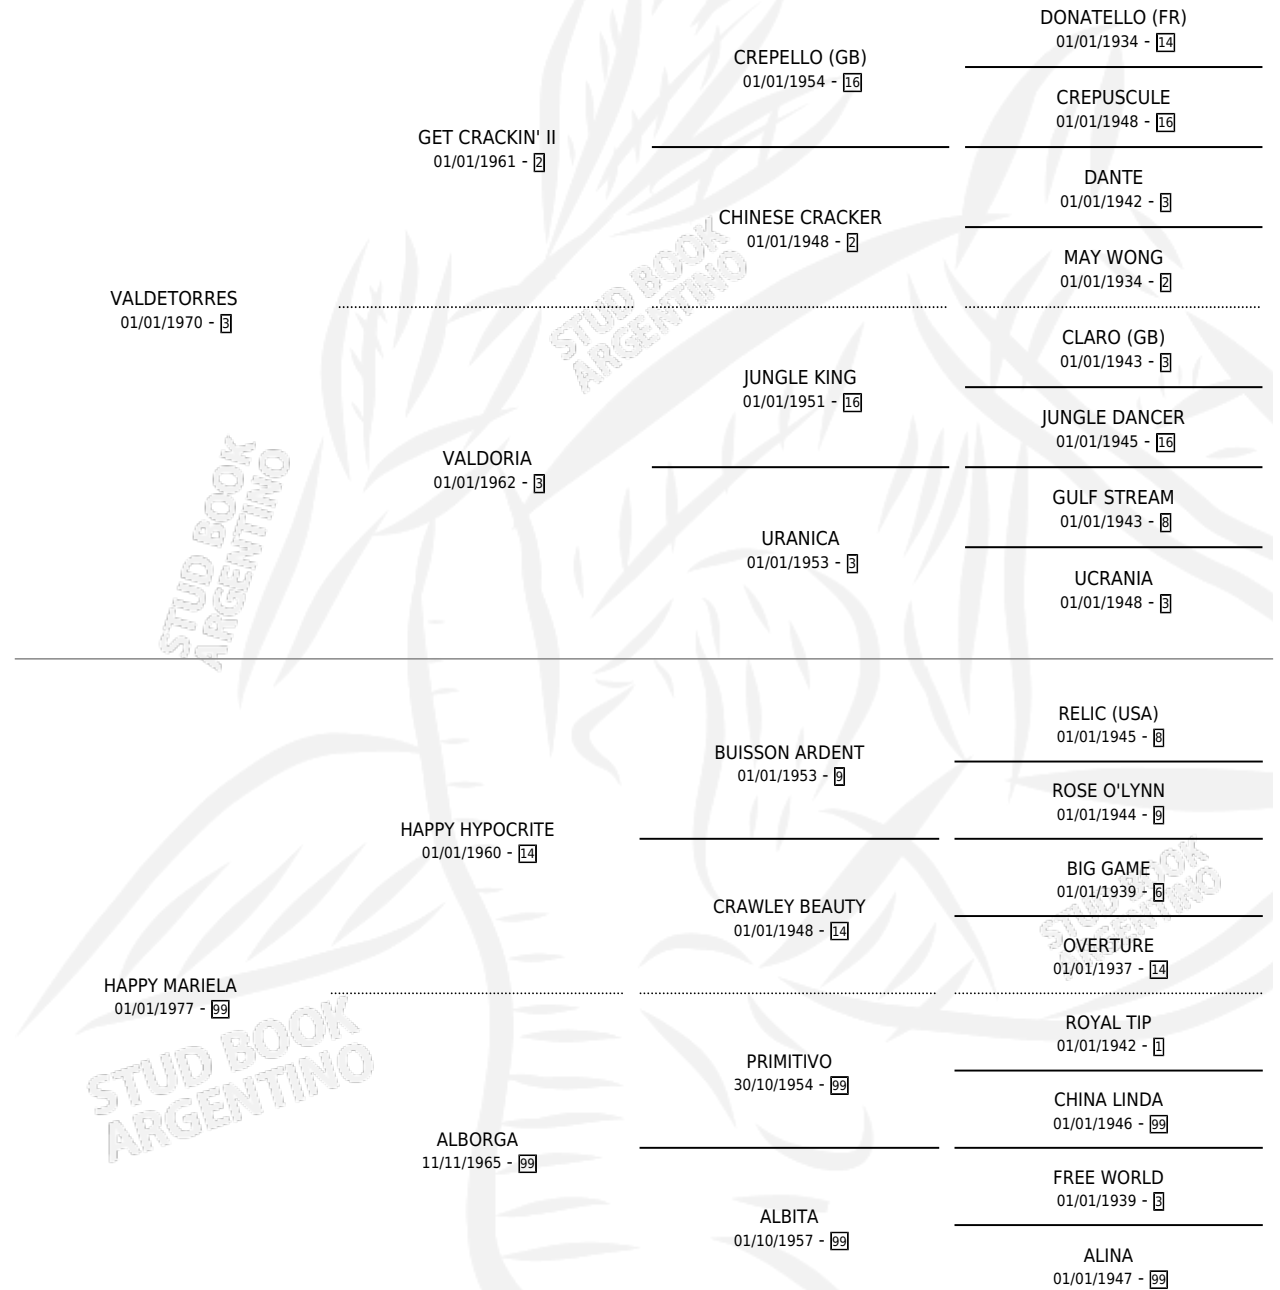 DONATELLO (FR)
01/01/1934 - 14
CREPELLO (GB)
01/01/1954 - 16
CREPUSCULE
01/01/1948 - 16
GET CRACKIN' II
01/01/1961 - 2
DANTE
01/01/1942 - 3
CHINESE CRACKER
01/01/1948 - 2
MAY WONG
01/01/1934 - 2
VALDETORRES
01/01/1970 - 3
CLARO (GB)
01/01/1943 - 3
JUNGLE KING
01/01/1951 - 16
JUNGLE DANCER
01/01/1945 - 16
VALDORIA
01/01/1962 - 3
GULF STREAM
01/01/1943 - 8
URANICA
01/01/1953 - 3
UCRANIA
01/01/1948 - 3
RELIC (USA)
01/01/1945 - 8
BUISSON ARDENT
01/01/1953 - 9
ROSE O'LYNN
01/01/1944 - 9
HAPPY HYPOCRITE
01/01/1960 - 14
BIG GAME
01/01/1939 - 6
CRAWLEY BEAUTY
01/01/1948 - 14
OVERTURE
01/01/1937 - 14
HAPPY MARIELA
01/01/1977 - 99
ROYAL TIP
01/01/1942 - 1
PRIMITIVO
30/10/1954 - 99
CHINA LINDA
01/01/1946 - 99
ALBORGA
11/11/1965 - 99
FREE WORLD
01/01/1939 - 3
ALBITA
01/10/1957 - 99
ALINA
01/01/1947 - 99
STUD BOOK
ARGENTINO
STUD BOOK
ARGENTINO
STUD BOOK
ARGENTINO
STUD BOOK
ARGENTINO